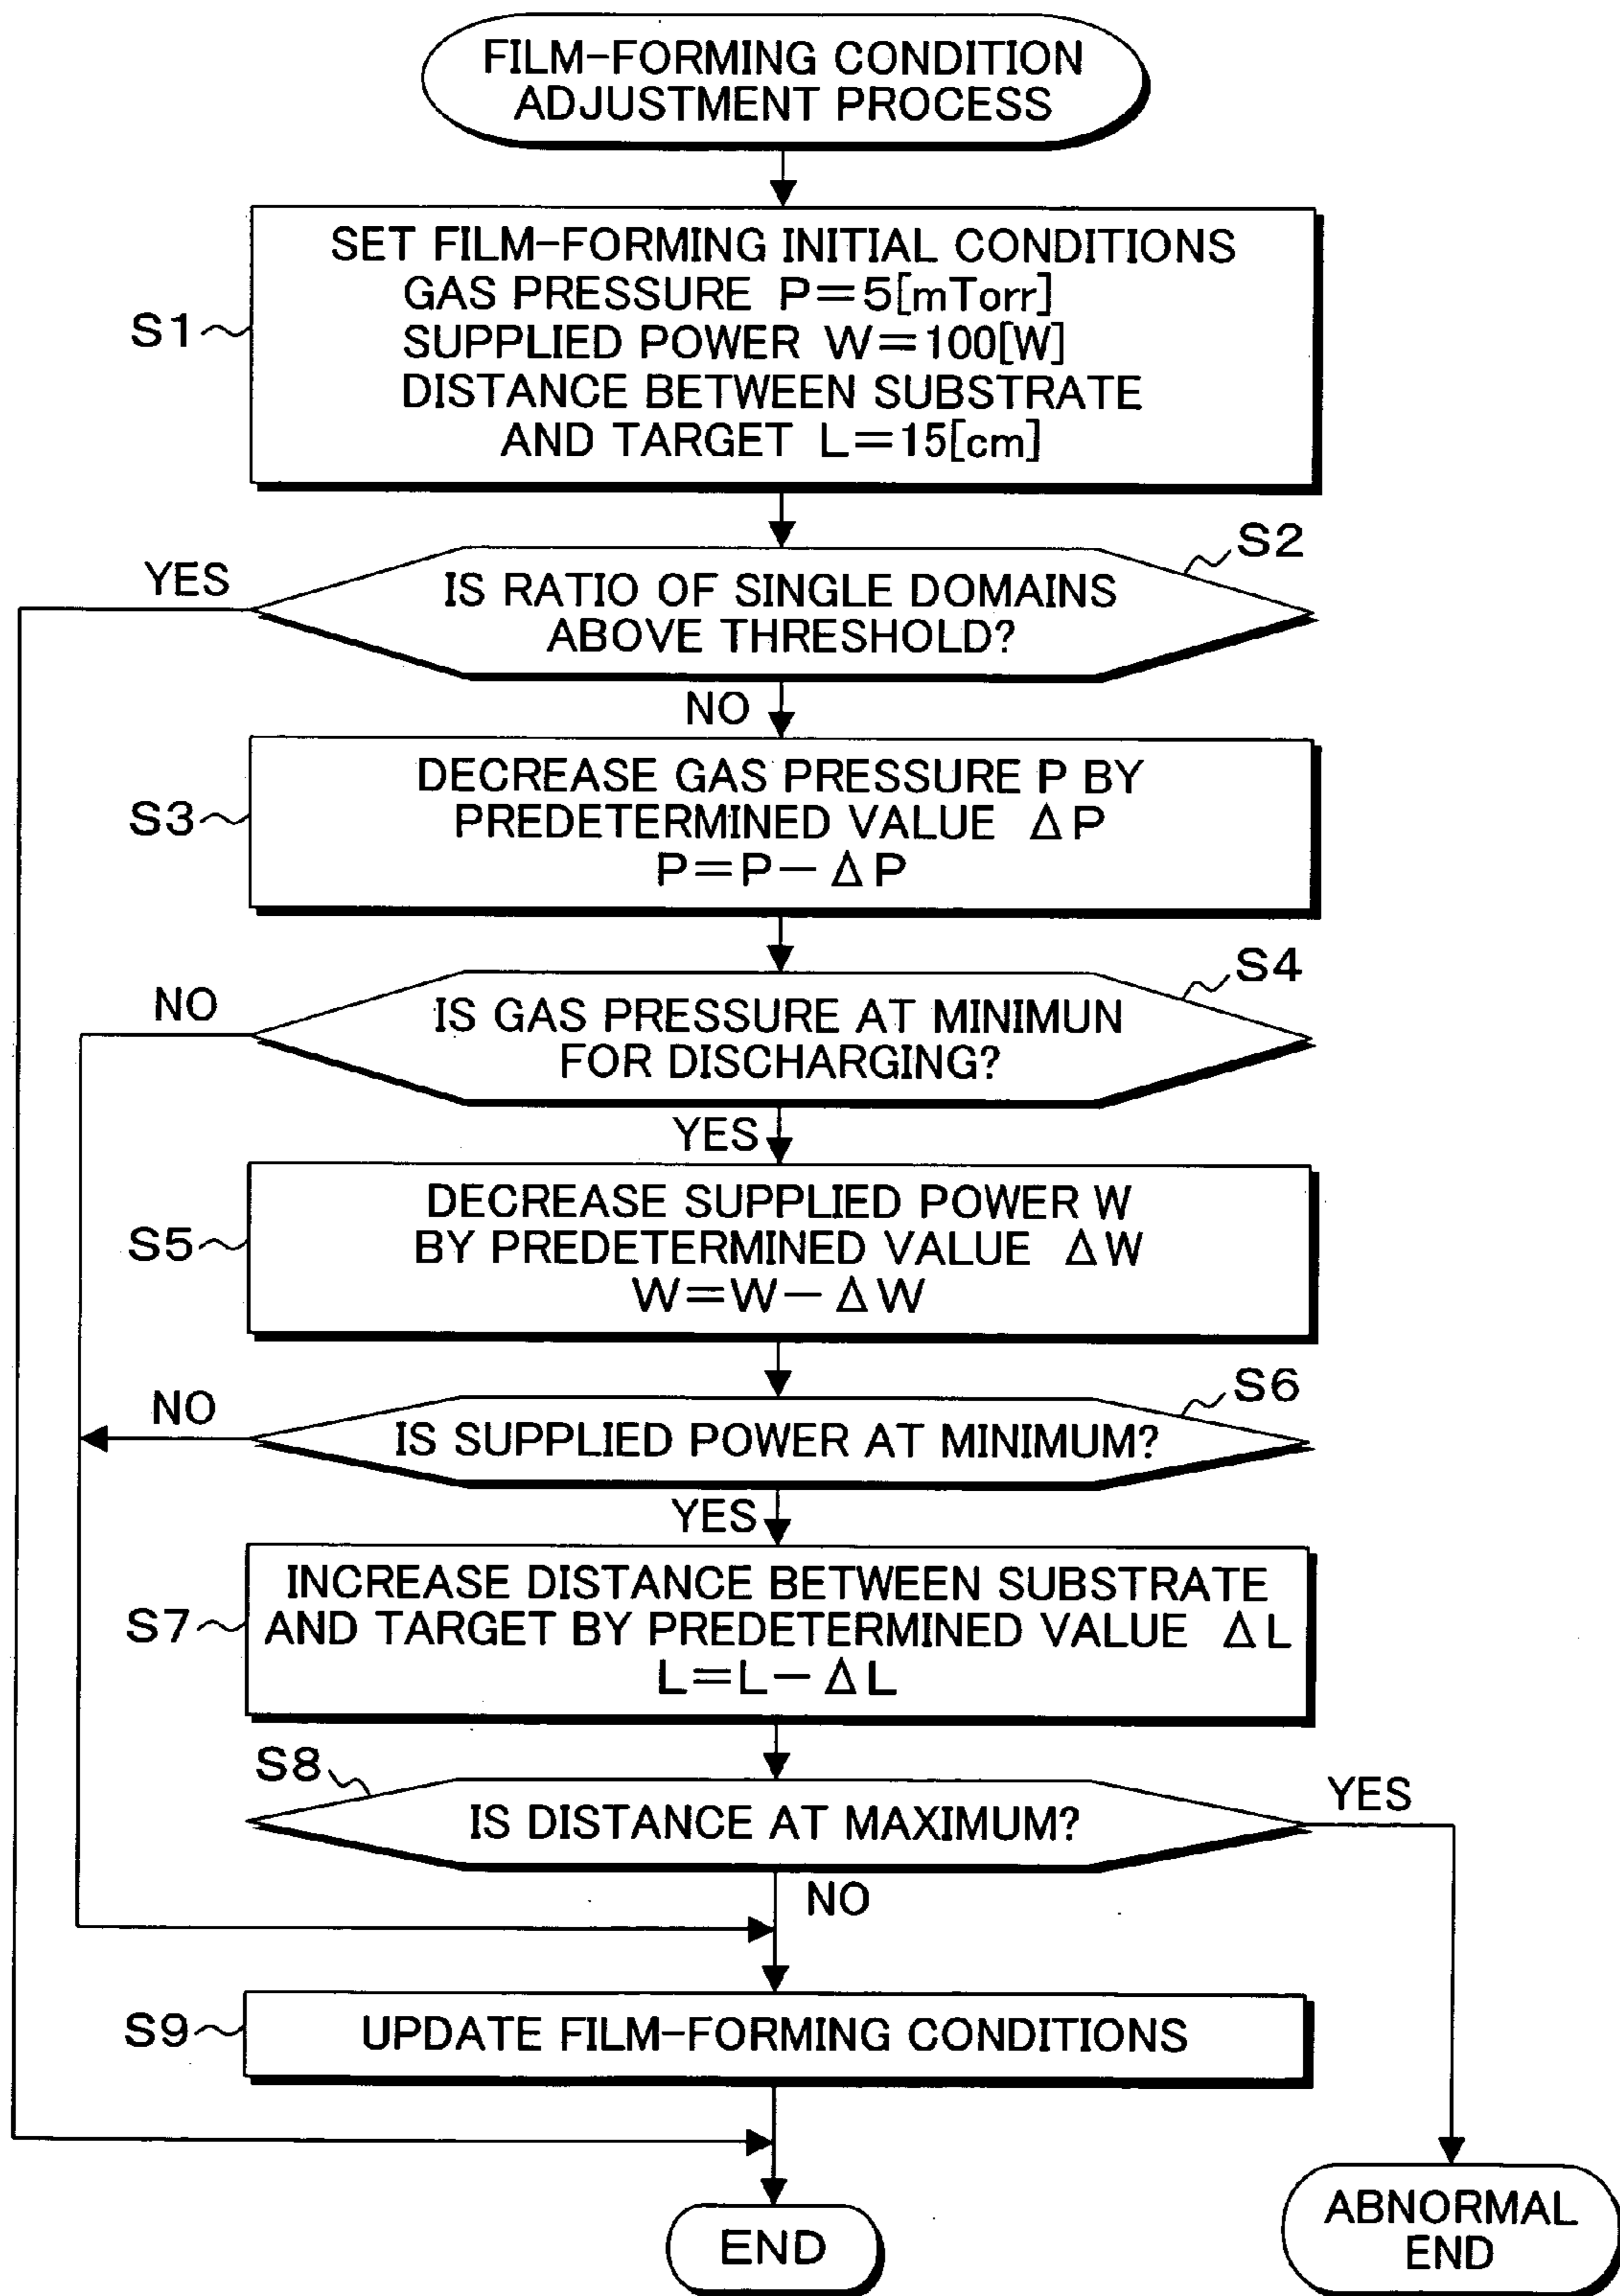 FILM-FORMING CONDITION
ADJUSTMENT PROCESS
S1
SET FILM-FORMING INITIAL CONDITIONS
GAS PRESSURE P=5[mTorr]
SUPPLIED POWER W=100[W]
DISTANCE BETWEEN SUBSTRATE
AND TARGET L=15[cm]
S2
YES
IS RATIO OF SINGLE DOMAINS
ABOVE THRESHOLD?
NO
S3
DECREASE GAS PRESSURE P BY
PREDETERMINED VALUE ΔP
P=P-ΔP
S4
NO
IS GAS PRESSURE AT MINIMUN
FOR DISCHARGING?
YES
S5
DECREASE SUPPLIED POWER W
BY PREDETERMINED VALUE ΔW
W=W-ΔW
S6
NO
IS SUPPLIED POWER AT MINIMUM?
YES
S7
INCREASE DISTANCE BETWEEN SUBSTRATE
AND TARGET BY PREDETERMINED VALUE ΔL
L=L-ΔL
S8
YES
IS DISTANCE AT MAXIMUM?
NO
S9
UPDATE FILM-FORMING CONDITIONS
END
ABNORMAL
END